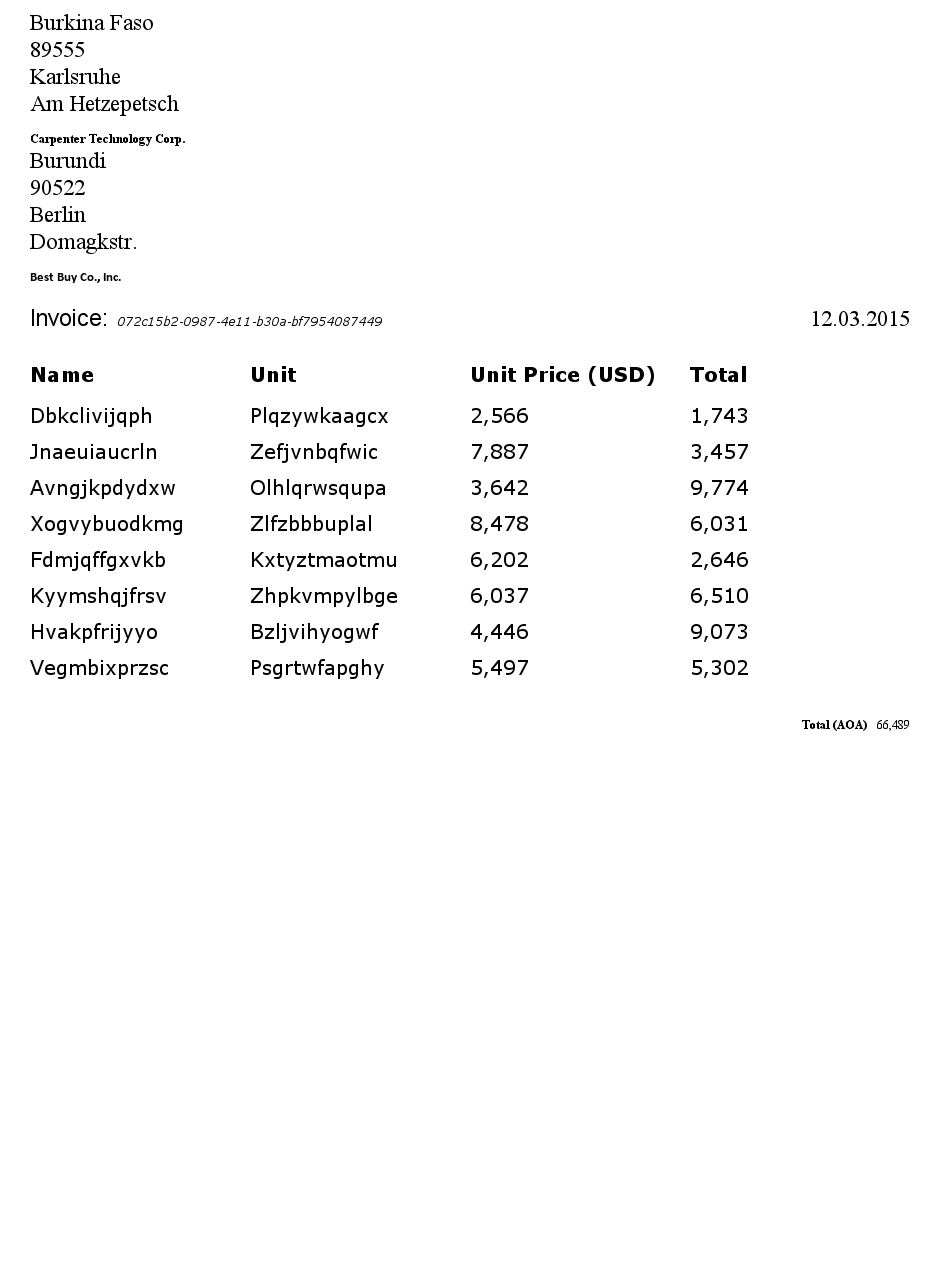 Burkina Faso
89555
Karlsruhe
Am Hetzepetsch
Carpenter Technology Corp.
Burundi
90522
Berlin
Domagkstr.
Best Buy Co., Inc.
Invoice: 072c15b2-0987-4e11-b30a-bf7954087449 12.03.2015
Name Unit Unit Price (USD) Total
Dbkclivijqph Plqzywkaagcx 2,566 1,743
Jnaeuiaucrln Zefjvnbqfwic 7,887 3,457
Avngjkpdydxw Olhlqrwsqupa 3,642 9,774
Xogvybuodkmg Zlfzbbbuplal 8,478 6,031
Fdmjqffgxvkb Kxtyztmaotmu 6,202 2,646
Kyymshqjfrsv Zhpkvmpylbge 6,037 6,510
Hvakpfrijyyo Bzljvihyogwf 4,446 9,073
Vegmbixprzsc Psgrtwfapghy 5,497 5,302
Total (AOA) 66,489